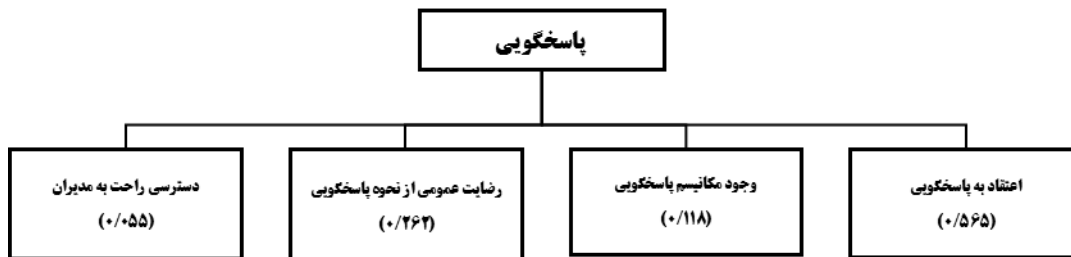 پاسخگویی
اعتقاد به پاسخگویی
(۰/۵۶۵)
وجود مکانیسم پاسخگویی
(۰/۱۱۸)
رضایت عمومی از نحوه پاسخگویی
(۰/۲۶۲)
دسترسی راحت به مدیران
(۰/۰۵۵)